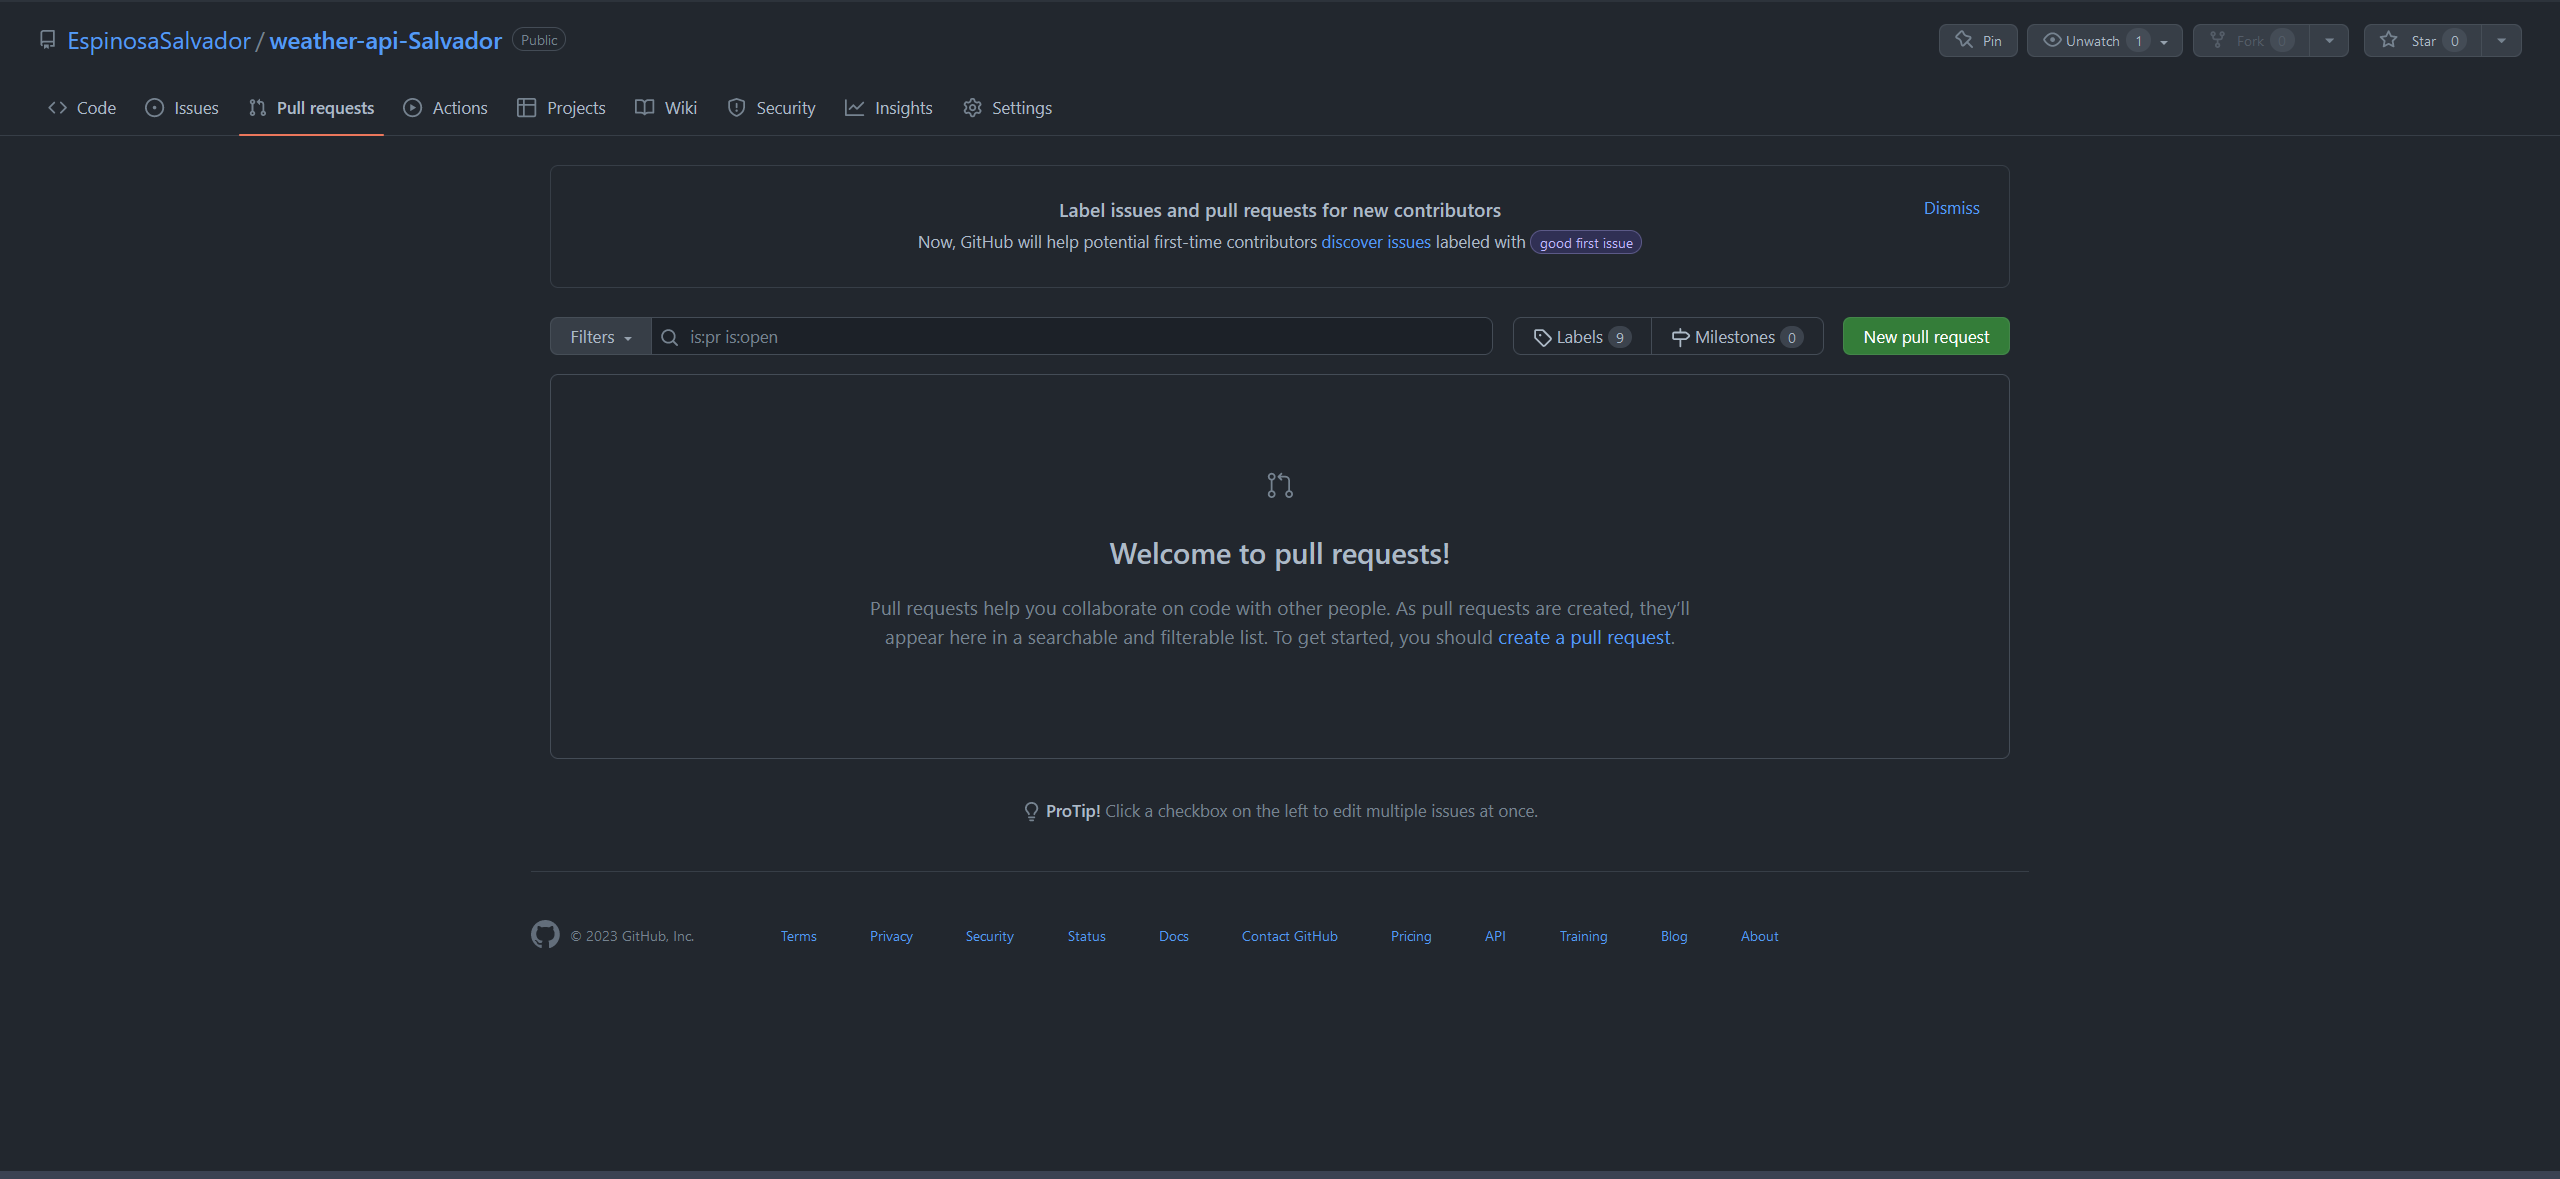 EspinosaSalvador / weather-api-Salvador Public
Pin Unwatch 1 Fork 0 Star 0
Code Issues Pull requests Actions Projects Wiki Security Insights Settings
Label issues and pull requests for new contributors
Dismiss
Now, GitHub will help potential first-time contributors discover issues labeled with good first issue
Filters is:pr is:open Labels 9 Milestones 0 New pull request
Welcome to pull requests!
Pull requests help you collaborate on code with other people. As pull requests are created, they’ll
appear here in a searchable and filterable list. To get started, you should create a pull request.
ProTip! Click a checkbox on the left to edit multiple issues at once.
© 2023 GitHub, Inc. Terms Privacy Security Status Docs Contact GitHub Pricing API Training Blog About